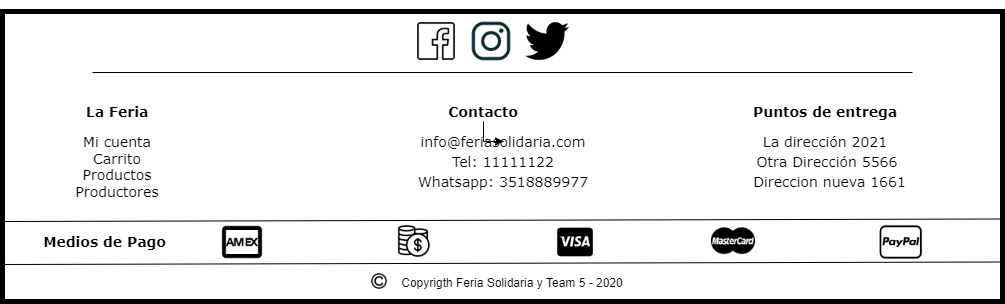 La Feria
Mi cuenta
Carrito
Productos
Productores
Contacto
info@feriasolidaria.com
Tel: 11111122
Whatsapp: 3518889977
Puntos de entrega
La dirección 2021
Otra Dirección 5566
Direccion nueva 1661
Medios de Pago
AMEX
$
VISA
MasterCard
PayPal
© Copyrigth Feria Solidaria y Team 5 - 2020